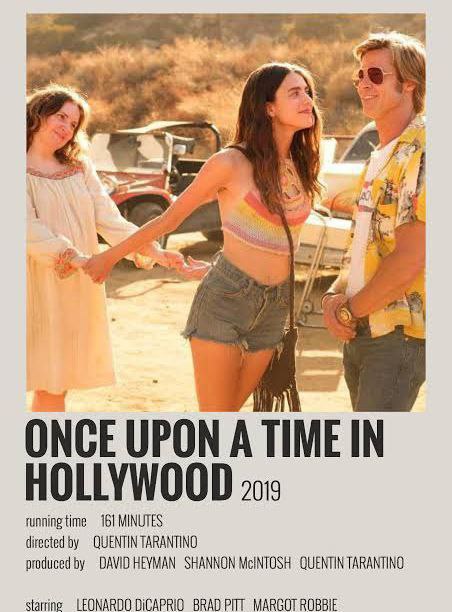 ONCE UPON A TIME IN
HOLLYWOOD 2019
running time 161 MINUTES
directed by QUENTIN TARANTINO
produced by DAVID HEYMAN SHANNON McINTOSH QUENTIN TARANTINO
starring LEONARDO DiCAPRIO BRAD PITT MARGOT ROBBIE